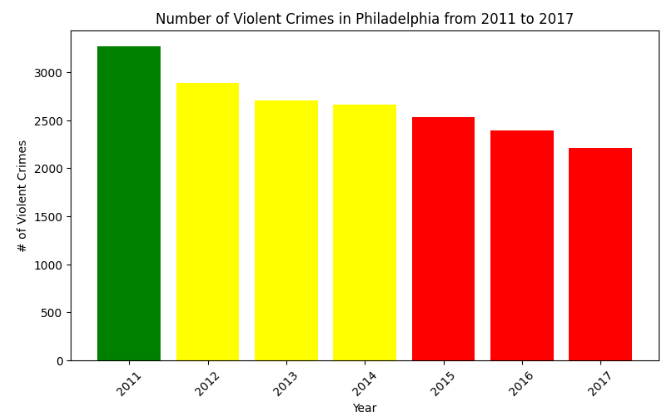 Number of Violent Crimes in Philadelphia from 2011 to 2017
3000
2500
2000
1500
1000
500
0
# of Violent Crimes
2011 2012 2013 2014 2015 2016 2017
Year